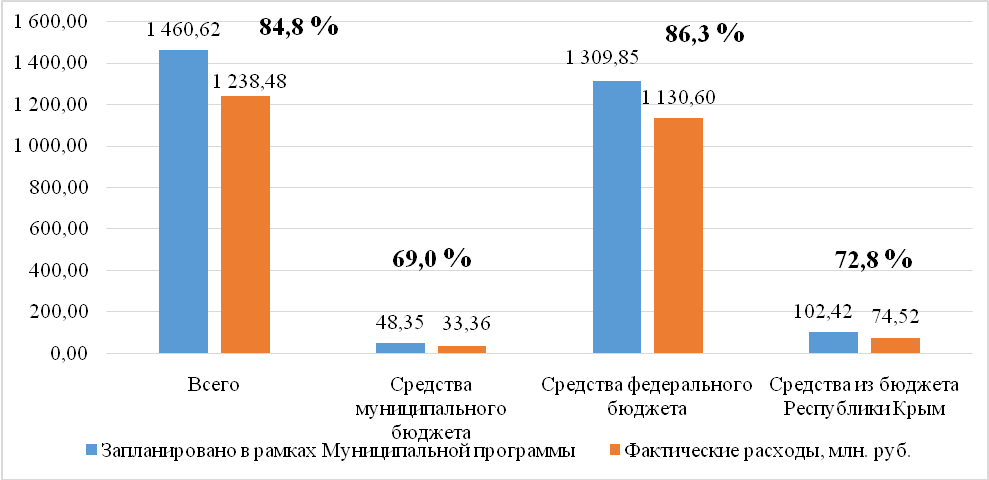 1 600,00
1 400,00
1 200,00
1 000,00
800,00
600,00
400,00
200,00
0,00
1 460,62
84,8 %
1 238,48
48,35
69,0 %
33,36
1 309,85
86,3 %
1 130,60
102,42
72,8 %
74,52
Всего
Средства
муниципального
бюджета
Средства федерального
бюджета
Средства из бюджета
Республики Крым
Запланировано в рамках Муниципальной программы
Фактические расходы, млн. руб.